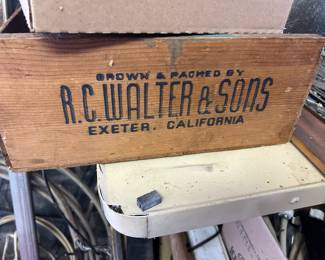 GROWN & PACKED BY
R.C. WALTER & SONS
EXETER, CALIFORNIA